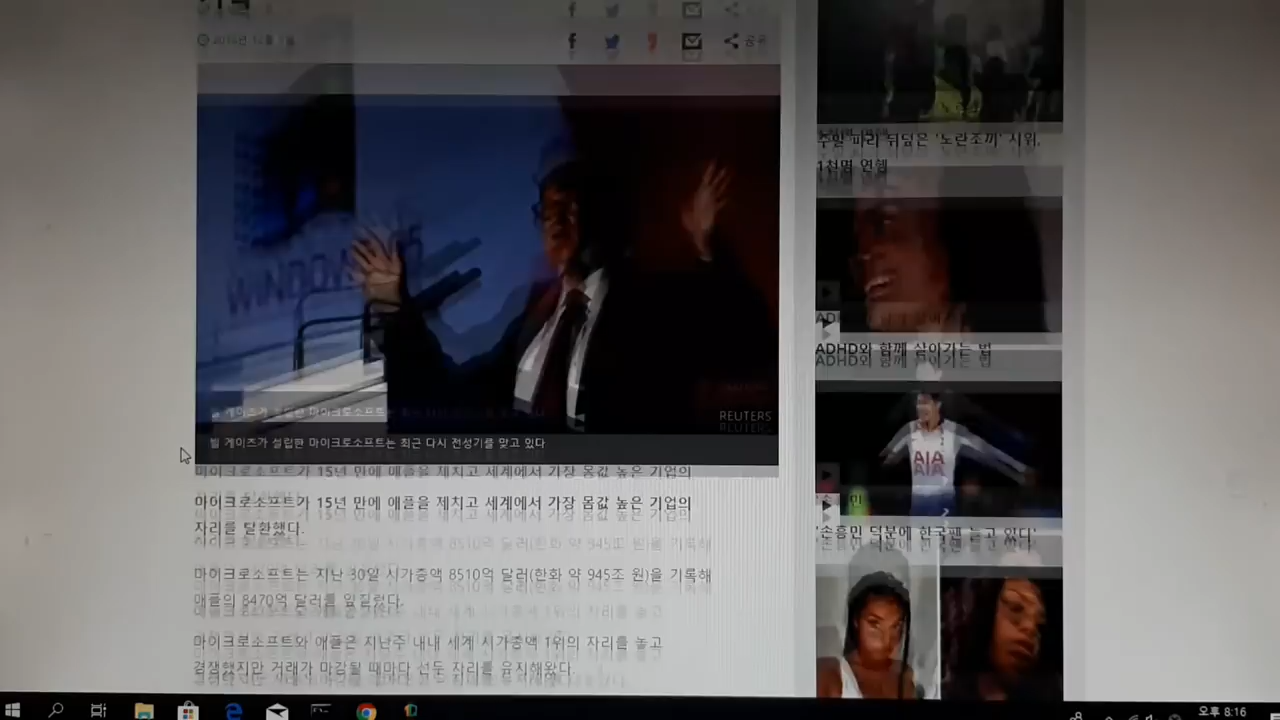 공유
주말 파리 뒤덮은 '노란조끼' 시위,
1천명 연행
WINDOWS
REUTERS
빌 게이츠가 설립한 마이크로소프트는 최근 다시 전성기를 맞고 있다
ADHD와 함께 살아가는 법
마이크로소프트가 15년 만에 애플을 제치고 세계에서 가장 몸값 높은 기업의
자리를 탈환했다.
AIA
'손흥민 덕분에 한국팬 늘고 있다'
마이크로소프트는 지난 30일 시가총액 8510억 달러(한화 약 945조 원)을 기록해
애플의 8470억 달러를 앞질렀다.
마이크로소프트와 애플은 지난주 내내 세계 시가총액 1위의 자리를 놓고
경쟁했지만 거래가 마감될 때마다 선두 자리를 유지해왔다.
오후 8:16